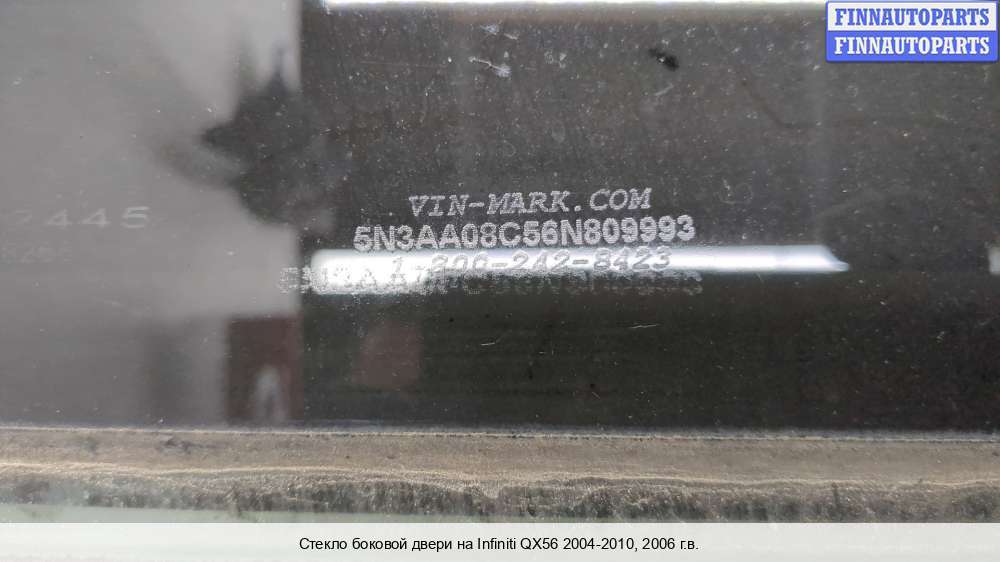 FINNAUTOPARTS
FINNAUTOPARTS
VIN-MARK.COM
2445
5N3AA08C56N809993
1-800-242-8423
Стекло боковой двери на Infiniti QX56 2004-2010, 2006 г.в.